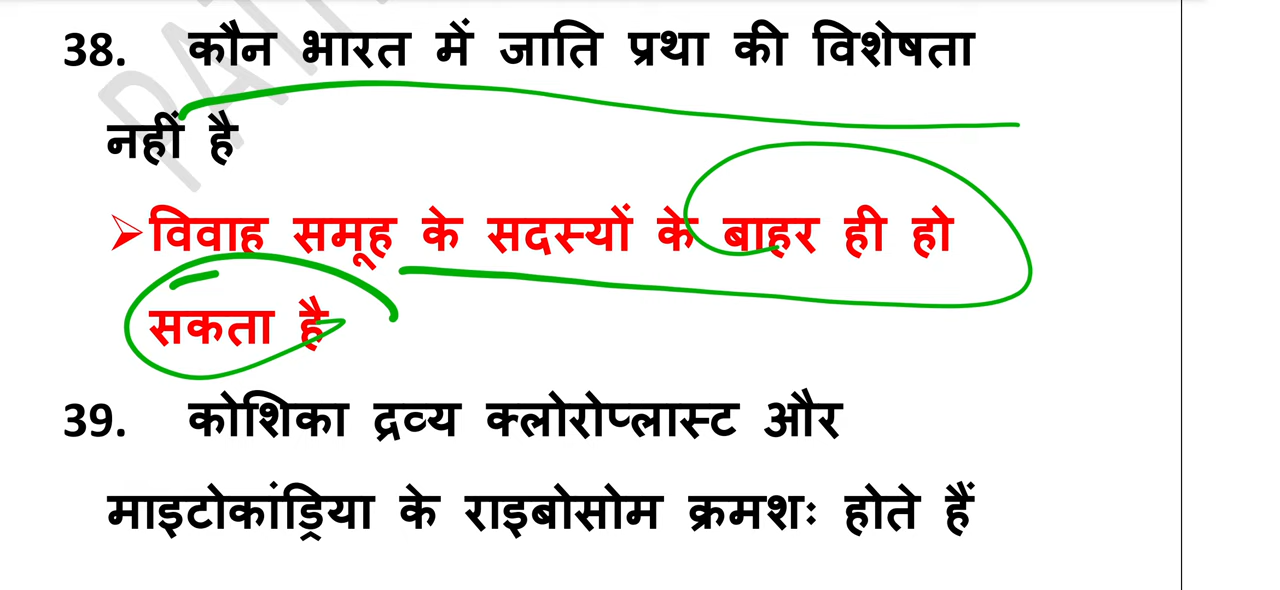 38. कौन भारत में जाति प्रथा की विशेषता
नहीं है
➢विवाह समूह के सदस्यों के बाहर ही हो
सकता है
39. कोशिका द्रव्य क्लोरोप्लास्ट और
माइटोकांड्रिया के राइबोसोम क्रमशः होते हैं